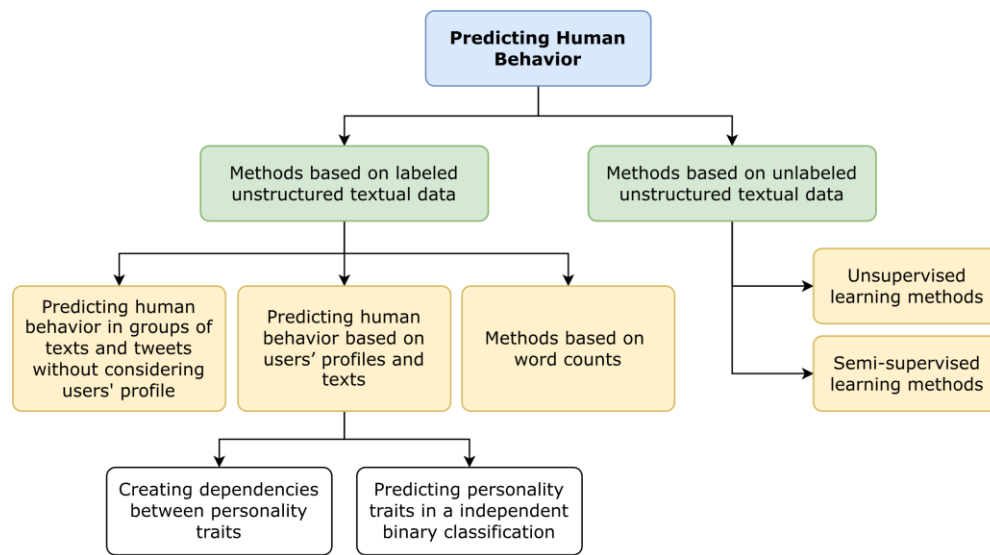 Predicting Human
Behavior
Methods based on labeled
unstructured textual data
Methods based on unlabeled
unstructured textual data
Predicting human
behavior in groups of
texts and tweets
without considering
users' profile
Predicting human
behavior based on
users’ profiles and
texts
Methods based on
word counts
Unsupervised
learning methods
Semi-supervised
learning methods
Creating dependencies
between personality
traits
Predicting personality
traits in a independent
binary classification